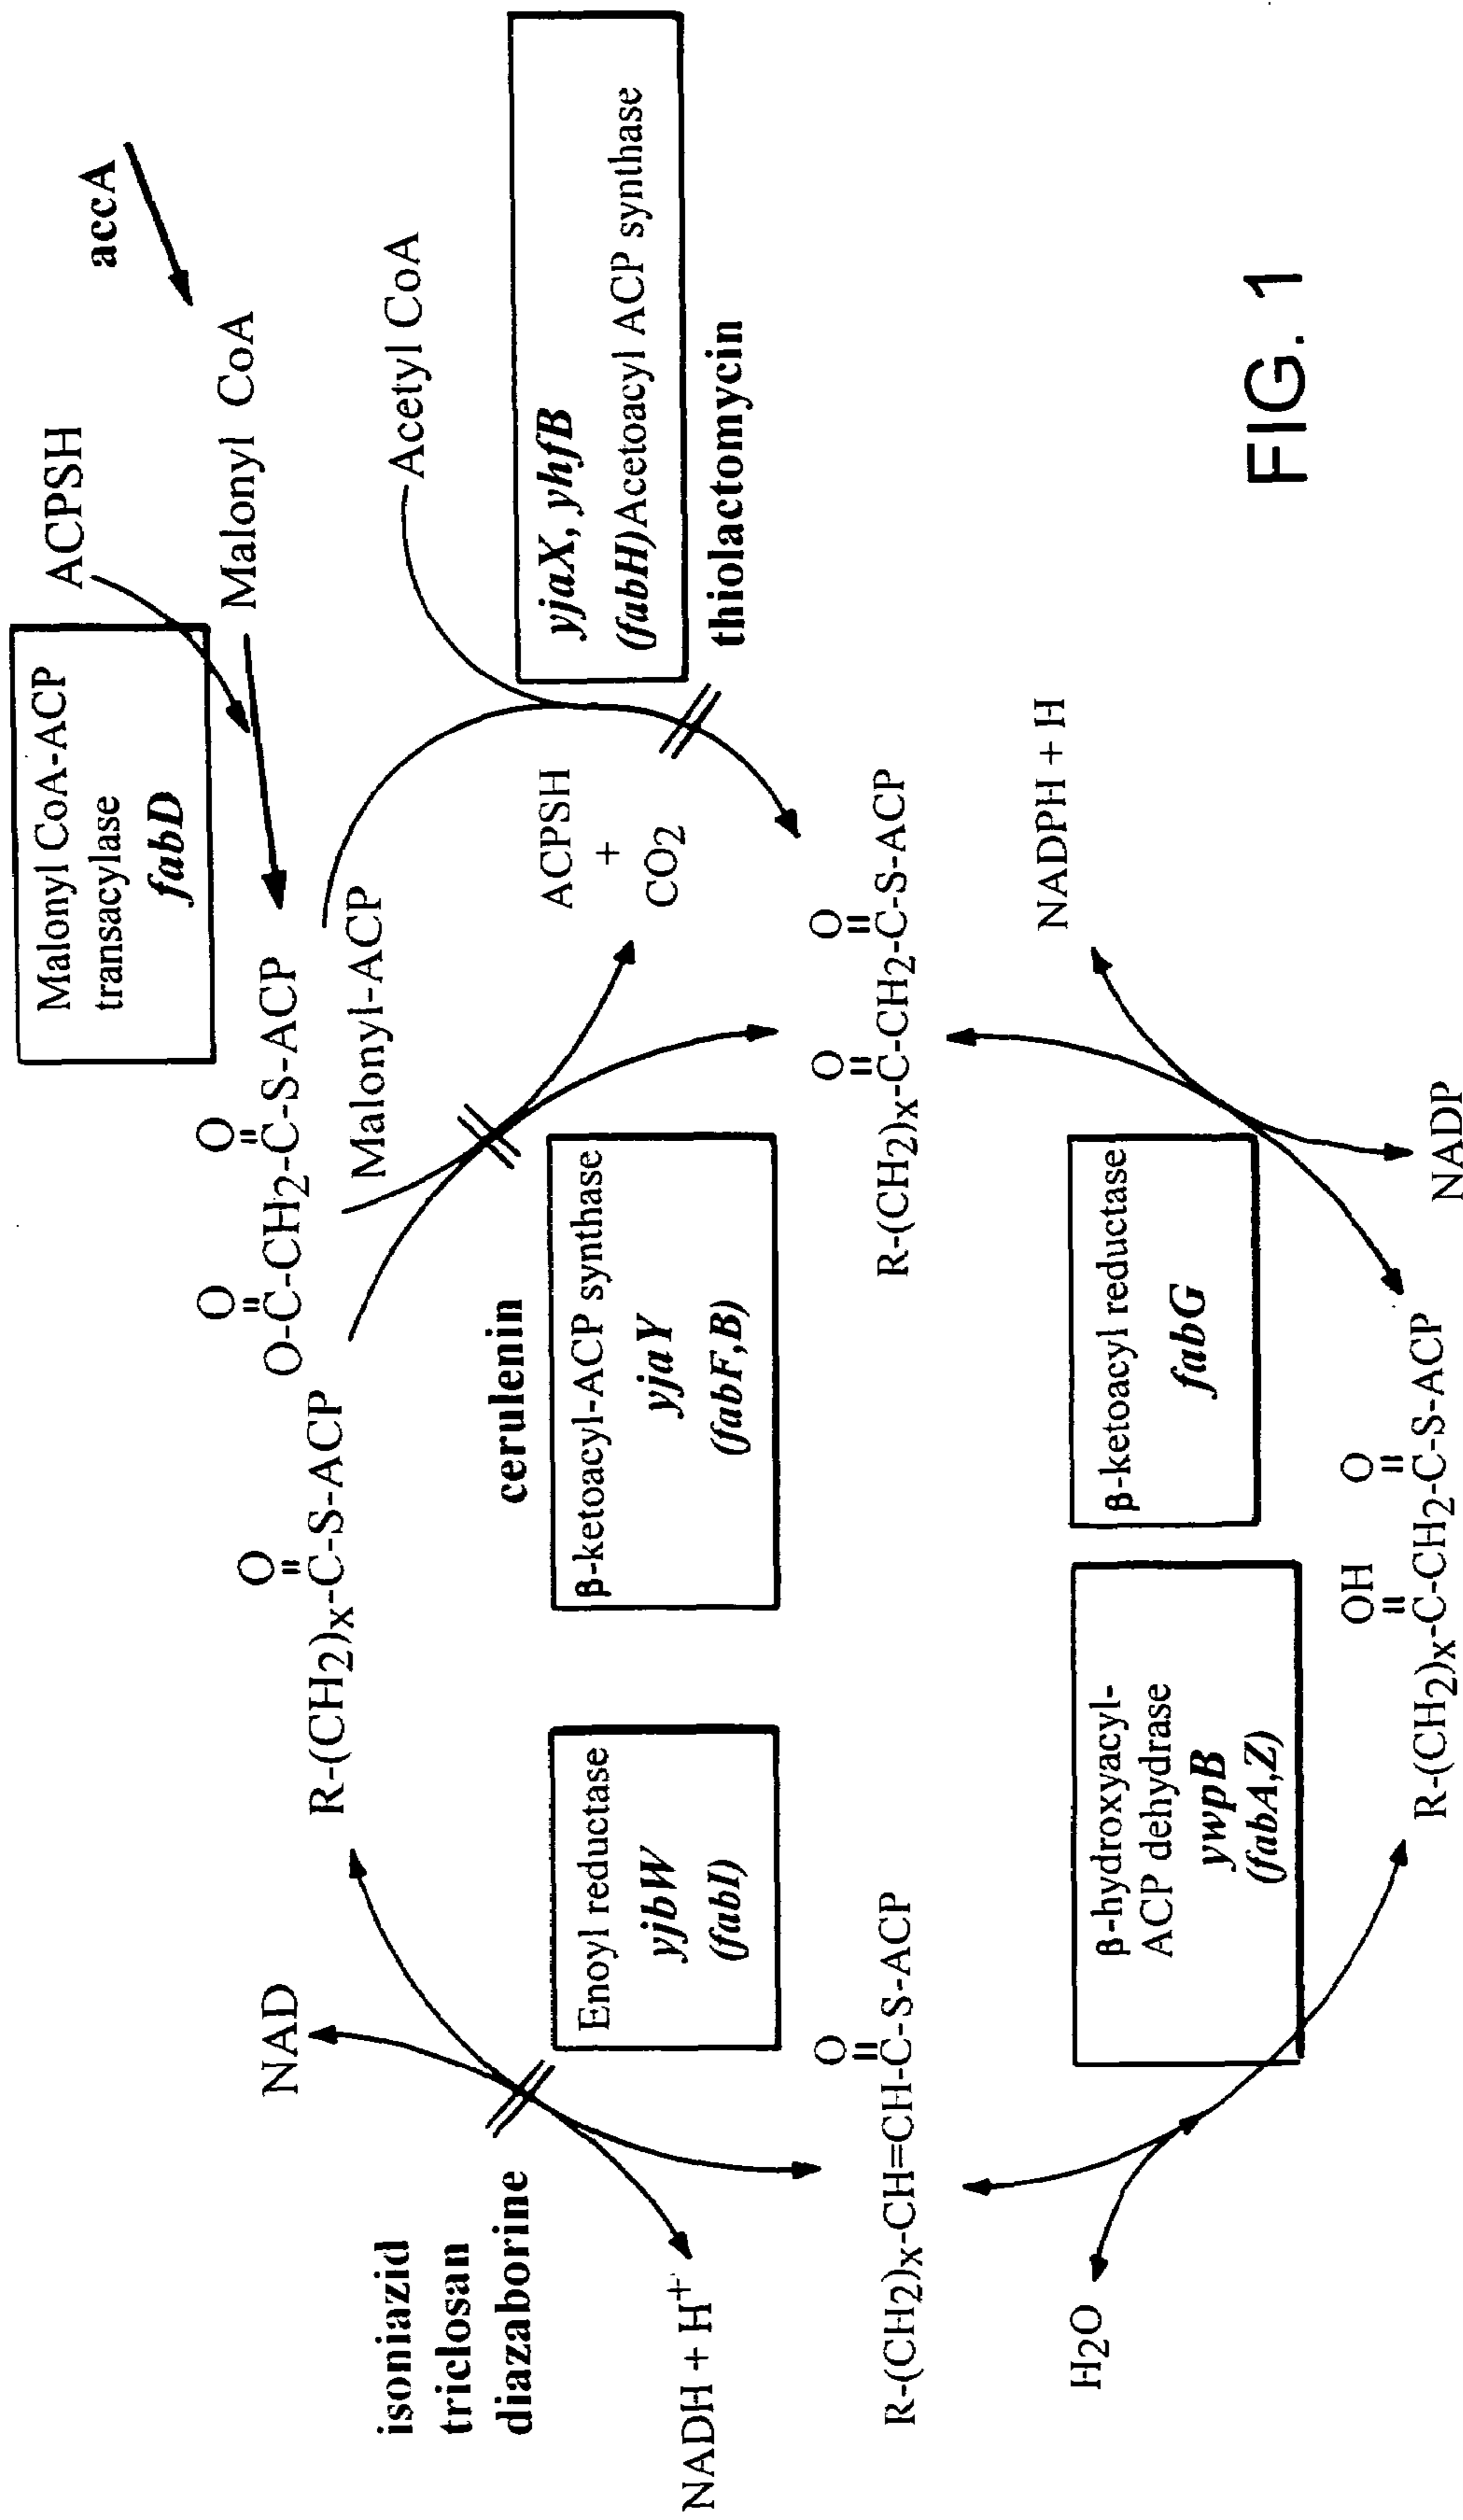 accA
ACPSH
Malonyl CoA
Malonyl CoA-ACP
transacylase
fabD
Acetyl CoA
O O
O-C-CH2-C-S-ACP
Malonyl-ACP
O
R-(CH2)x-C-S-ACP
NAD
isoniazid
triclosan
diazaborine
NADH + H+
cerulenin
Enoyl reductase
yjbW
(fabI)
β-ketoacyl-ACP synthase
yjaY
(fabF,B)
ACPSH
+
CO2
yjaX, yhfB
(fabH)Acetoacyl ACP synthase
thiolactomycin
O
R-(CH2)x-CH=CH-C-S-ACP
O O
R-(CH2)x-C-CH2-C-S-ACP
H2O
β-hydroxyacyl-
ACP dehydrase
ywpB
(fabA,Z)
β-ketoacyl reductase
fabG
NADPH + H
NADP
OH O
R-(CH2)x-C-CH2-C-S-ACP
FIG. 1